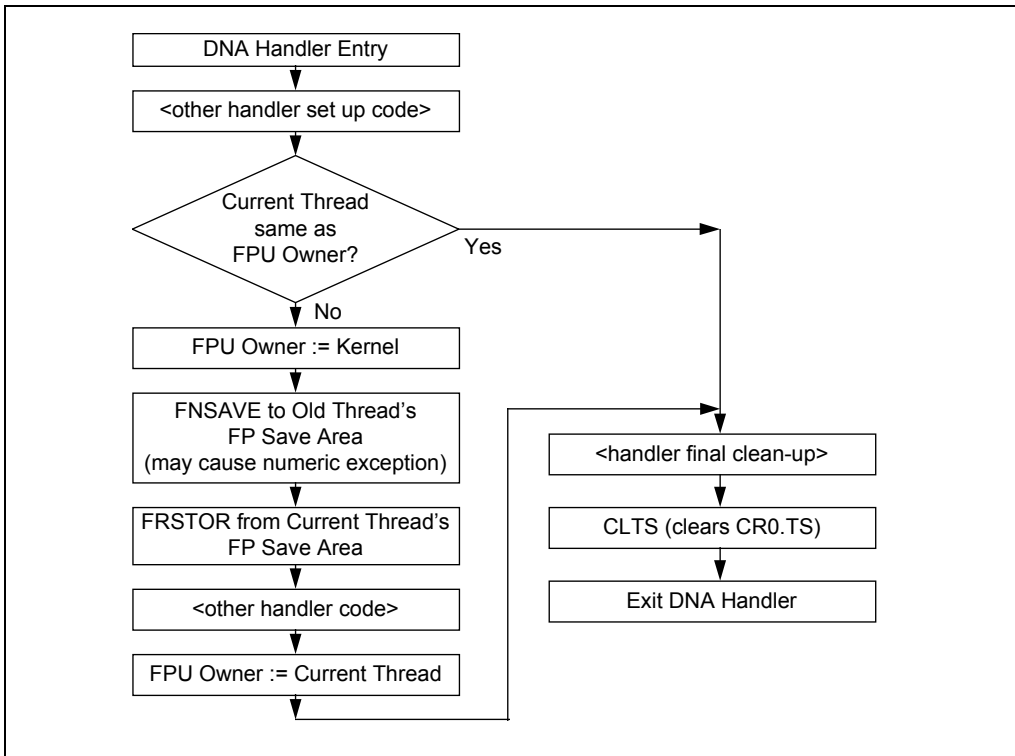 DNA Handler Entry
<other handler set up code>
Current Thread
same as
FPU Owner?
Yes
No
FPU Owner := Kernel
FNSAVE to Old Thread's
FP Save Area
(may cause numeric exception)
FRSTOR from Current Thread's
FP Save Area
<other handler code>
FPU Owner := Current Thread
<handler final clean-up>
CLTS (clears CR0.TS)
Exit DNA Handler